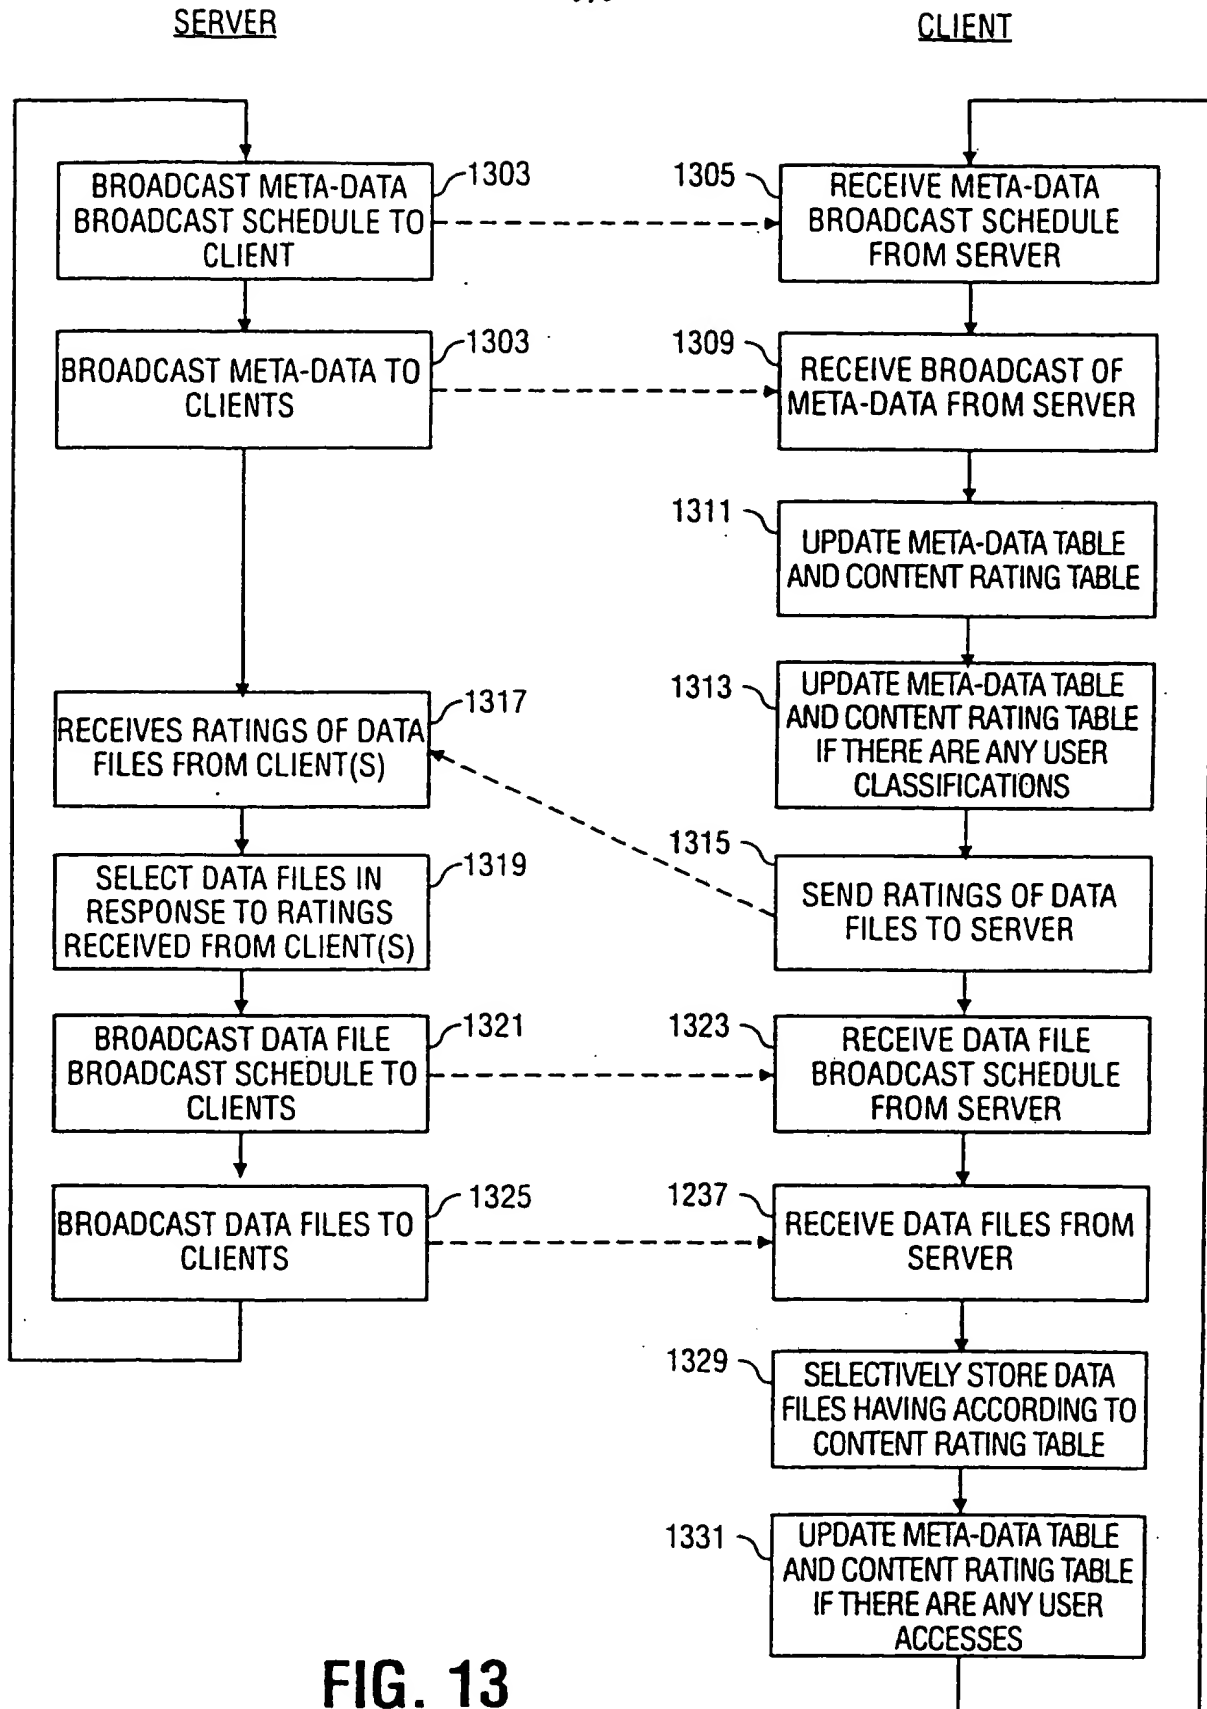 SERVER
CLIENT
BROADCAST META-DATA
BROADCAST SCHEDULE TO
CLIENT
1303
1305
RECEIVE META-DATA
BROADCAST SCHEDULE
FROM SERVER
BROADCAST META-DATA TO
CLIENTS
1303
1309
RECEIVE BROADCAST OF
META-DATA FROM SERVER
1311
UPDATE META-DATA TABLE
AND CONTENT RATING TABLE
1313
UPDATE META-DATA TABLE
AND CONTENT RATING TABLE
IF THERE ARE ANY USER
CLASSIFICATIONS
RECEIVES RATINGS OF DATA
FILES FROM CLIENT(S)
1317
1315
SEND RATINGS OF DATA
FILES TO SERVER
SELECT DATA FILES IN
RESPONSE TO RATINGS
RECEIVED FROM CLIENT(S)
1319
BROADCAST DATA FILE
BROADCAST SCHEDULE TO
CLIENTS
1321
1323
RECEIVE DATA FILE
BROADCAST SCHEDULE
FROM SERVER
BROADCAST DATA FILES TO
CLIENTS
1325
1237
RECEIVE DATA FILES FROM
SERVER
1329
SELECTIVELY STORE DATA
FILES HAVING ACCORDING TO
CONTENT RATING TABLE
1331
UPDATE META-DATA TABLE
AND CONTENT RATING TABLE
IF THERE ARE ANY USER
ACCESSES
FIG. 13